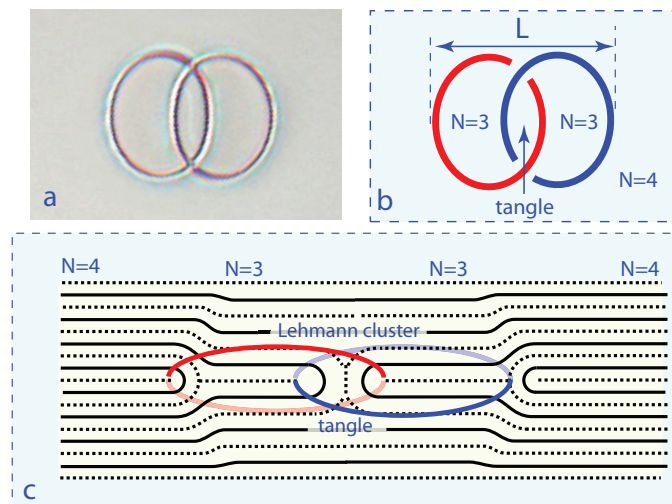 a
L
N=3 N=3
N=4
tangle
b
N=4 N=3 N=3 N=4
Lehmann cluster
tangle
c